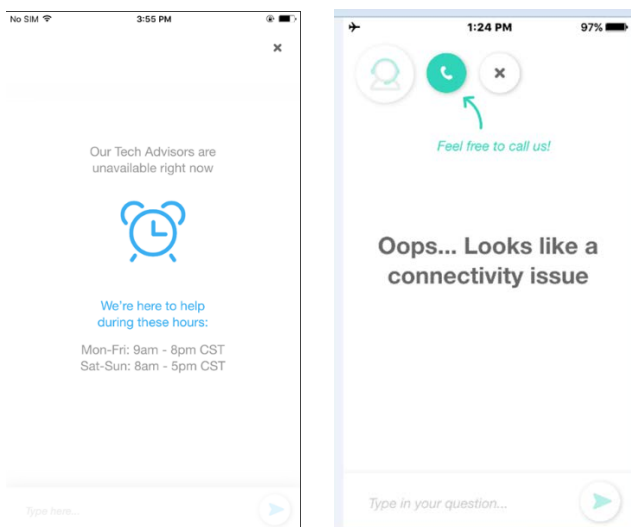 No SIM 3:55 PM
Our Tech Advisors are
unavailable right now
We're here to help
during these hours:
Mon-Fri: 9am - 8pm CST
Sat-Sun: 8am - 5pm CST
Type here...
1:24 PM 97%
Feel free to call us!
Oops... Looks like a
connectivity issue
Type in your question...